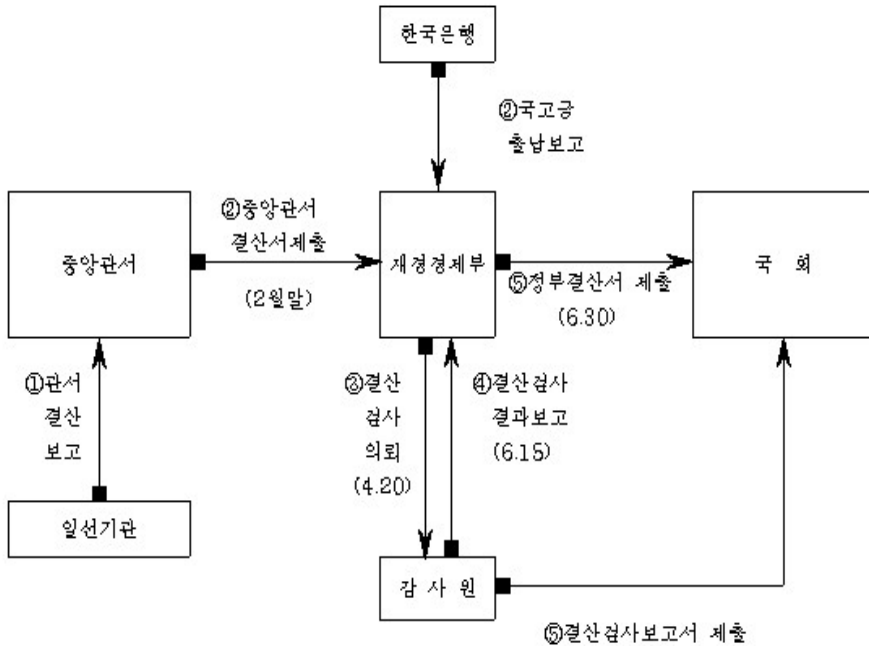 한국은행
②국고금
출납보고
중앙관서
②중앙관서
결산서제출
(2월말)
재경경제부
⑤정부결산서 제출
(6.30)
국 회
①관서
결산
보고
③결산
검사
의뢰
(4.20)
④결산검사
결과보고
(6.15)
일선기관
감 사 원
⑤결산검사보고서 제출